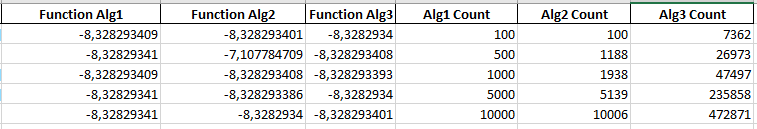 Function Alg1 Function Alg2 Function Alg3 Alg1 Count Alg2 Count Alg3 Count
-8,328293409 -8,328293401 -8,3282934 100 100 7362
-8,32829341 -7,107784709 -8,328293408 500 1188 26973
-8,328293409 -8,328293408 -8,328293393 1000 1938 47497
-8,32829341 -8,328293386 -8,3282934 5000 5139 235858
-8,32829341 -8,3282934 -8,328293401 10000 10006 472871